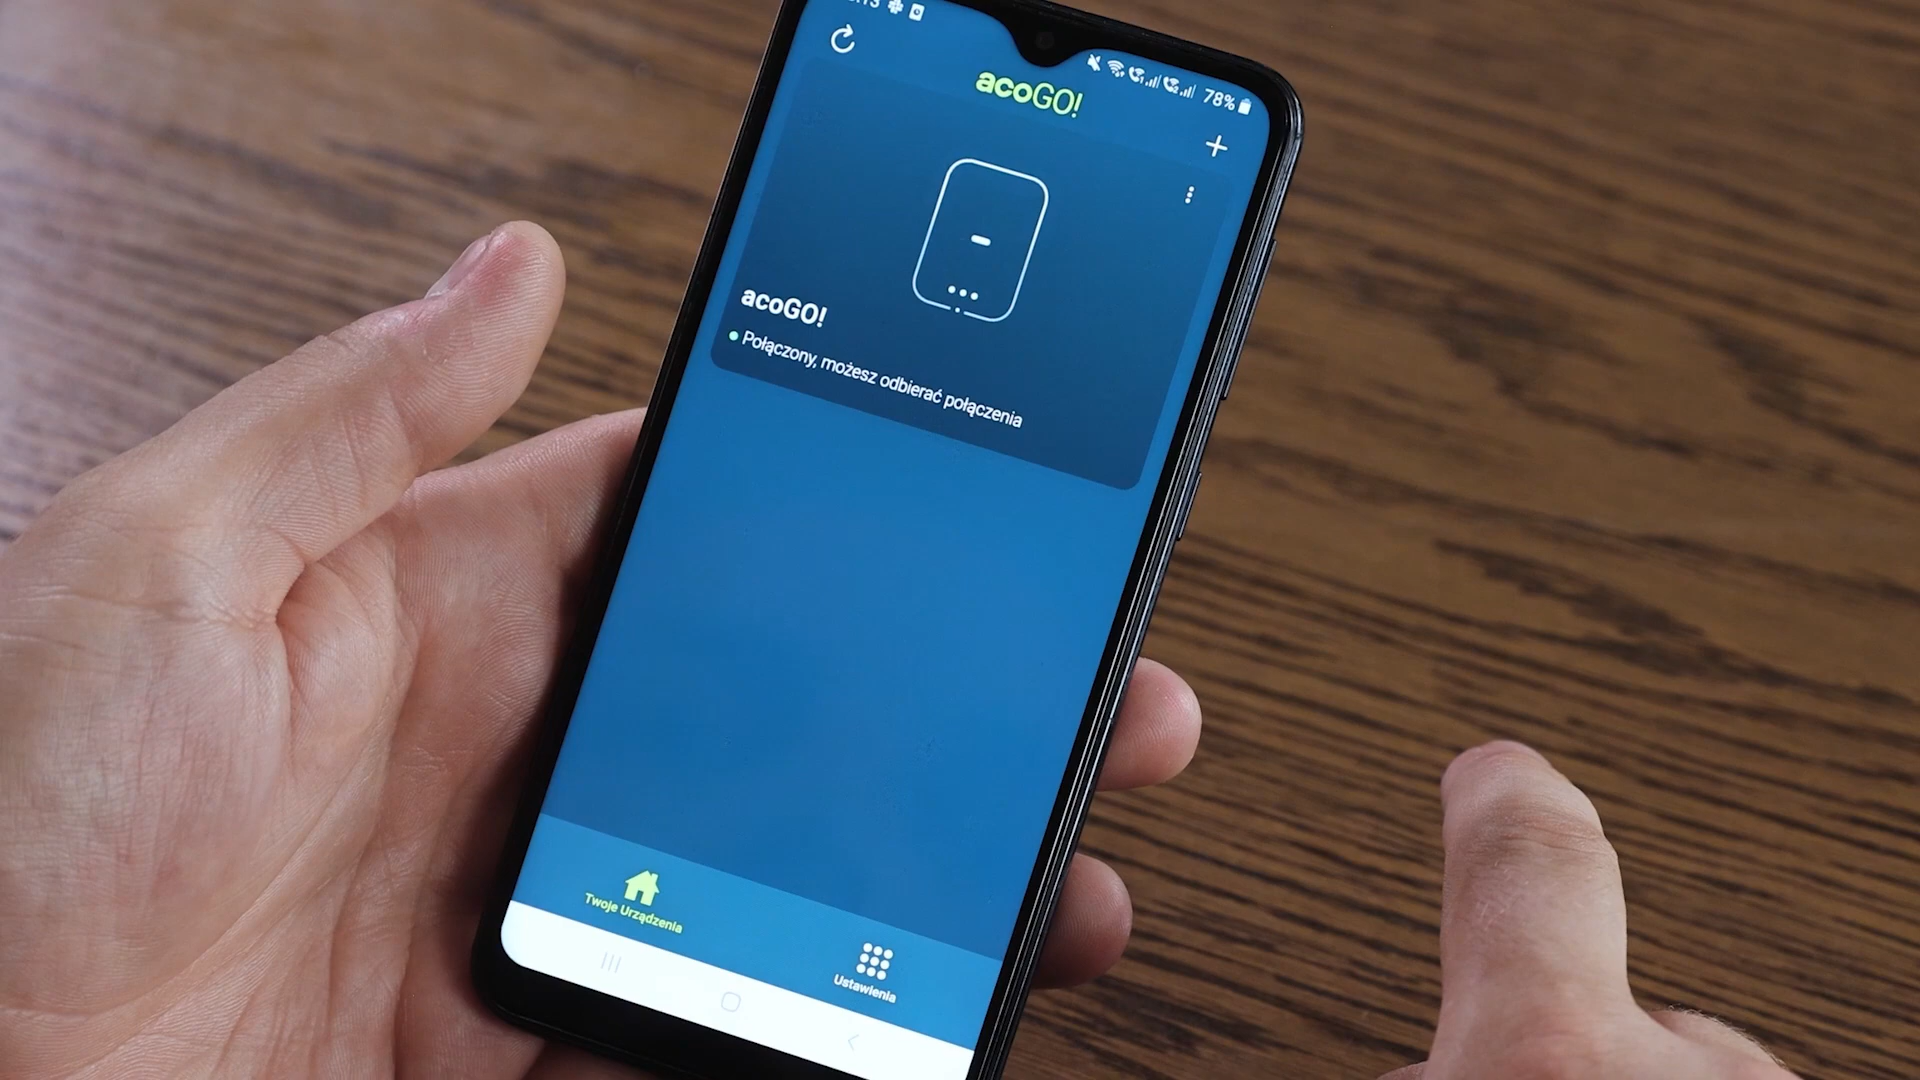 78%
acoGO!
acoGO!
Połączony, możesz odbierać połączenia
Twoje Urządzenia
Ustawienia